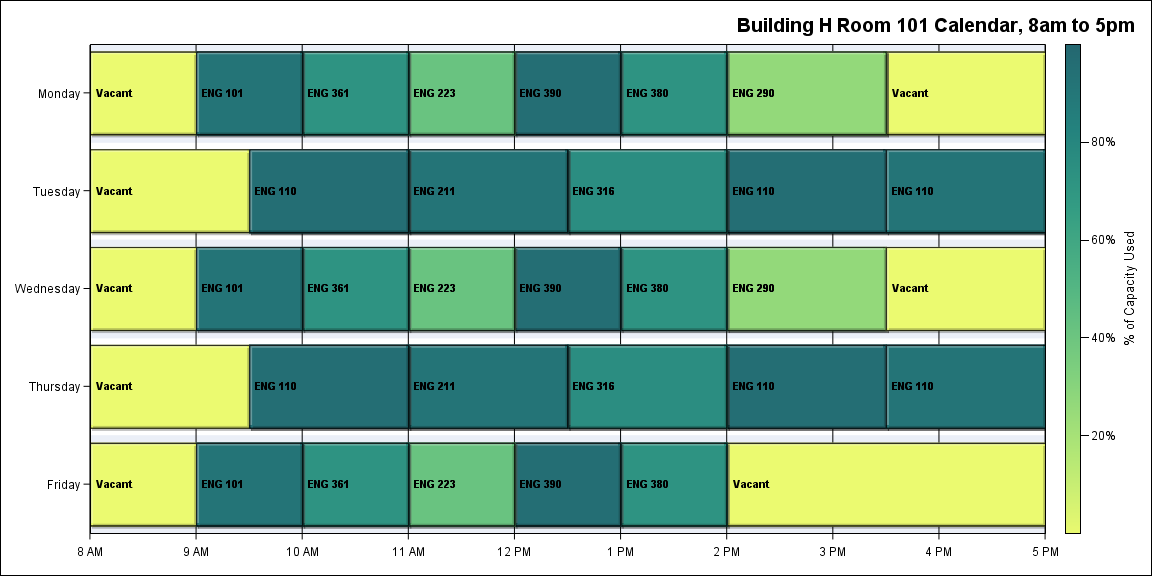 Building H Room 101 Calendar, 8am to 5pm
Monday
Vacant
ENG 101
ENG 361
ENG 223
ENG 390
ENG 380
ENG 290
Vacant
Tuesday
Vacant
ENG 110
ENG 211
ENG 316
ENG 110
ENG 110
Wednesday
Vacant
ENG 101
ENG 361
ENG 223
ENG 390
ENG 380
ENG 290
Vacant
Thursday
Vacant
ENG 110
ENG 211
ENG 316
ENG 110
ENG 110
Friday
Vacant
ENG 101
ENG 361
ENG 223
ENG 390
ENG 380
Vacant
8 AM
9 AM
10 AM
11 AM
12 PM
1 PM
2 PM
3 PM
4 PM
5 PM
80%
60%
40%
20%
% of Capacity Used